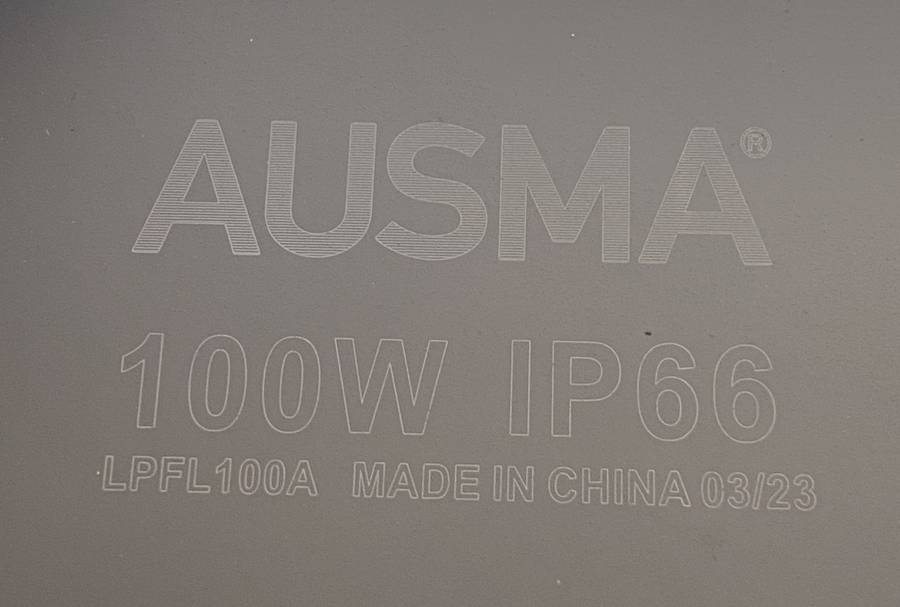 AUSMA®
100W IP66
LPFL100A MADE IN CHINA 03/23